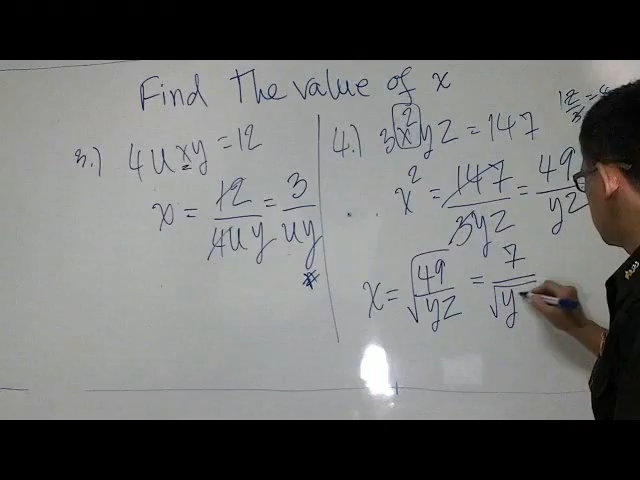 Find the value of x
3.) 4uxy = 12
x = 12/4uy = 3/uy
4.) 3x²yz = 147
x² = 147/3yz = 49/yz
x = √(49/yz) = 7/√y